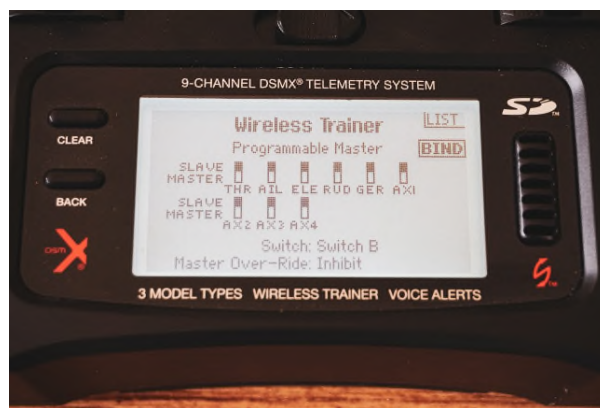 9-CHANNEL DSMX® TELEMETRY SYSTEM
SD™
CLEAR
BACK
Wireless Trainer
LIST
Programmable Master
BIND
SLAVE
MASTER
THR AIL ELE RUD GER AX1
SLAVE
MASTER
AX2 AX3 AX4
Switch: Switch B
Master Over-Ride: Inhibit
DSM X®
3 MODEL TYPES WIRELESS TRAINER VOICE ALERTS